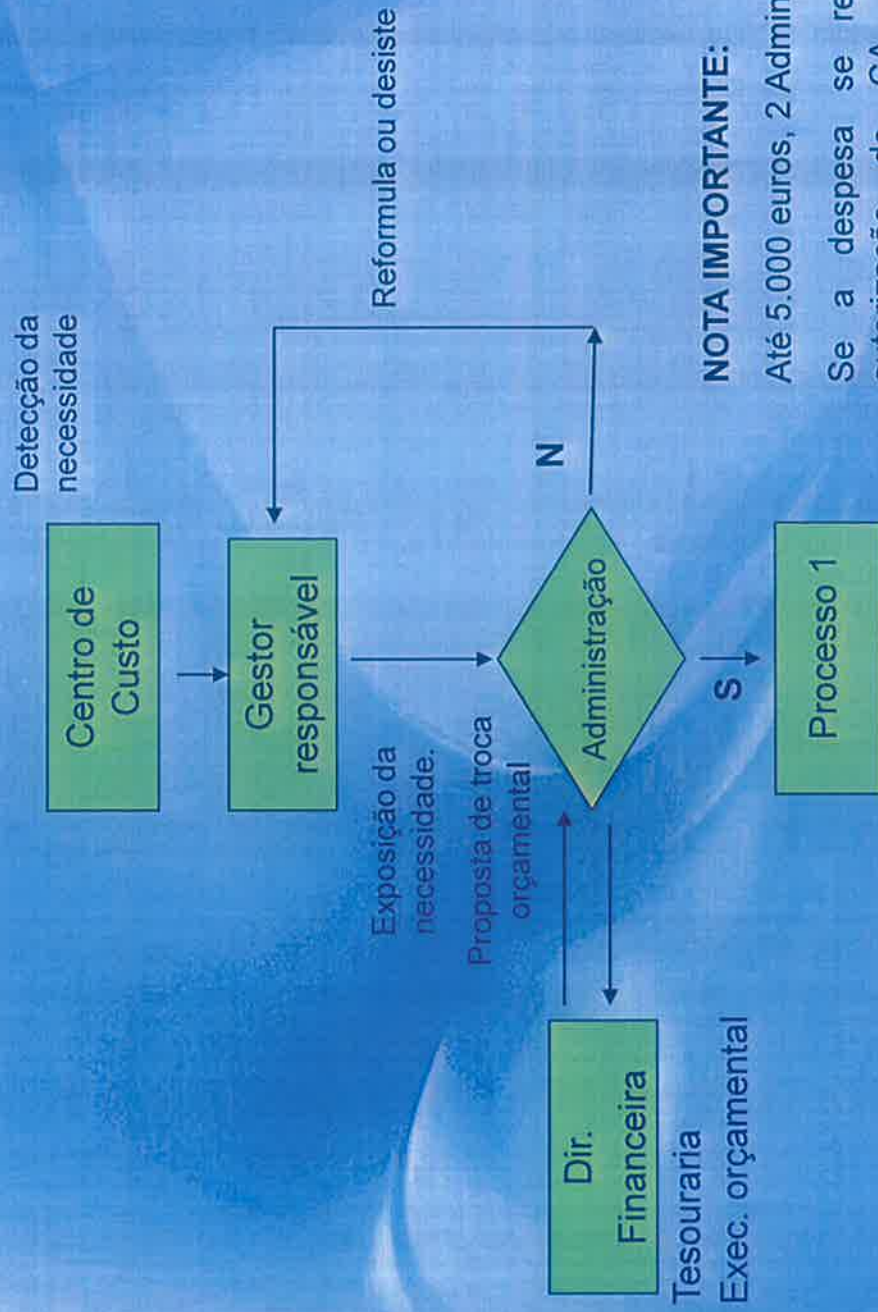 Detecção da
necessidade
Centro de
Custo
Gestor
responsável
Reformula ou desiste
Exposição da
necessidade.
Proposta de troca
orçamental
N
Administração
Dir.
Financeira
Tesouraria
Exec. orçamental
S
Processo 1
NOTA IMPORTANTE:
Até 5.000 euros, 2
Se a despesa se